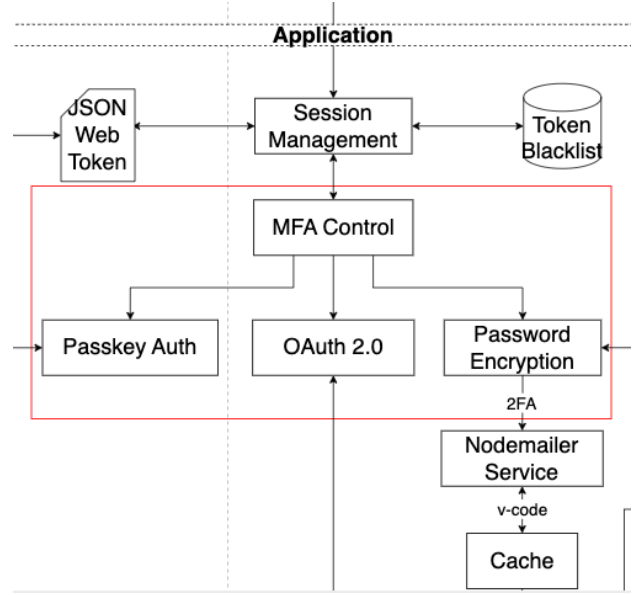 Application
JSON
Web
Token
Session
Management
Token
Blacklist
MFA Control
Passkey Auth
OAuth 2.0
Password
Encryption
2FA
Nodemailer
Service
v-code
Cache